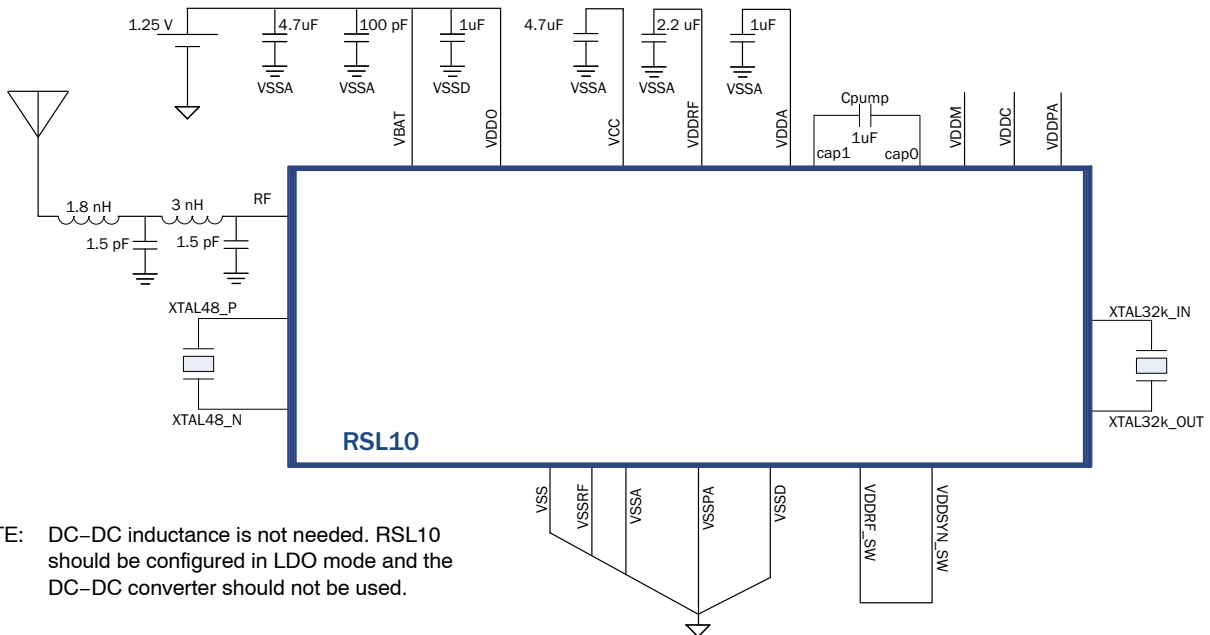 1.25 V
4.7uF
100 pF
1uF
4.7uF
2.2 uF
1uF
VSSA
VSSA
VSSD
VSSA
VSSA
VSSA
VBAT
VDDO
VCC
VDDRF
VDDA
Cpump
1uF
cap1
cap0
VDDM
VDDC
VDDPA
1.8 nH
3 nH
RF
1.5 pF
1.5 pF
XTAL48_P
XTAL48_N
XTAL32k_IN
XTAL32k_OUT
RSL10
VSS
VSSRF
VSSA
VSSPA
VSSD
VDDRF_SW
VDDSYN_SW
TE: DC−DC inductance is not needed. RSL10
should be configured in LDO mode and the
DC−DC converter should not be used.